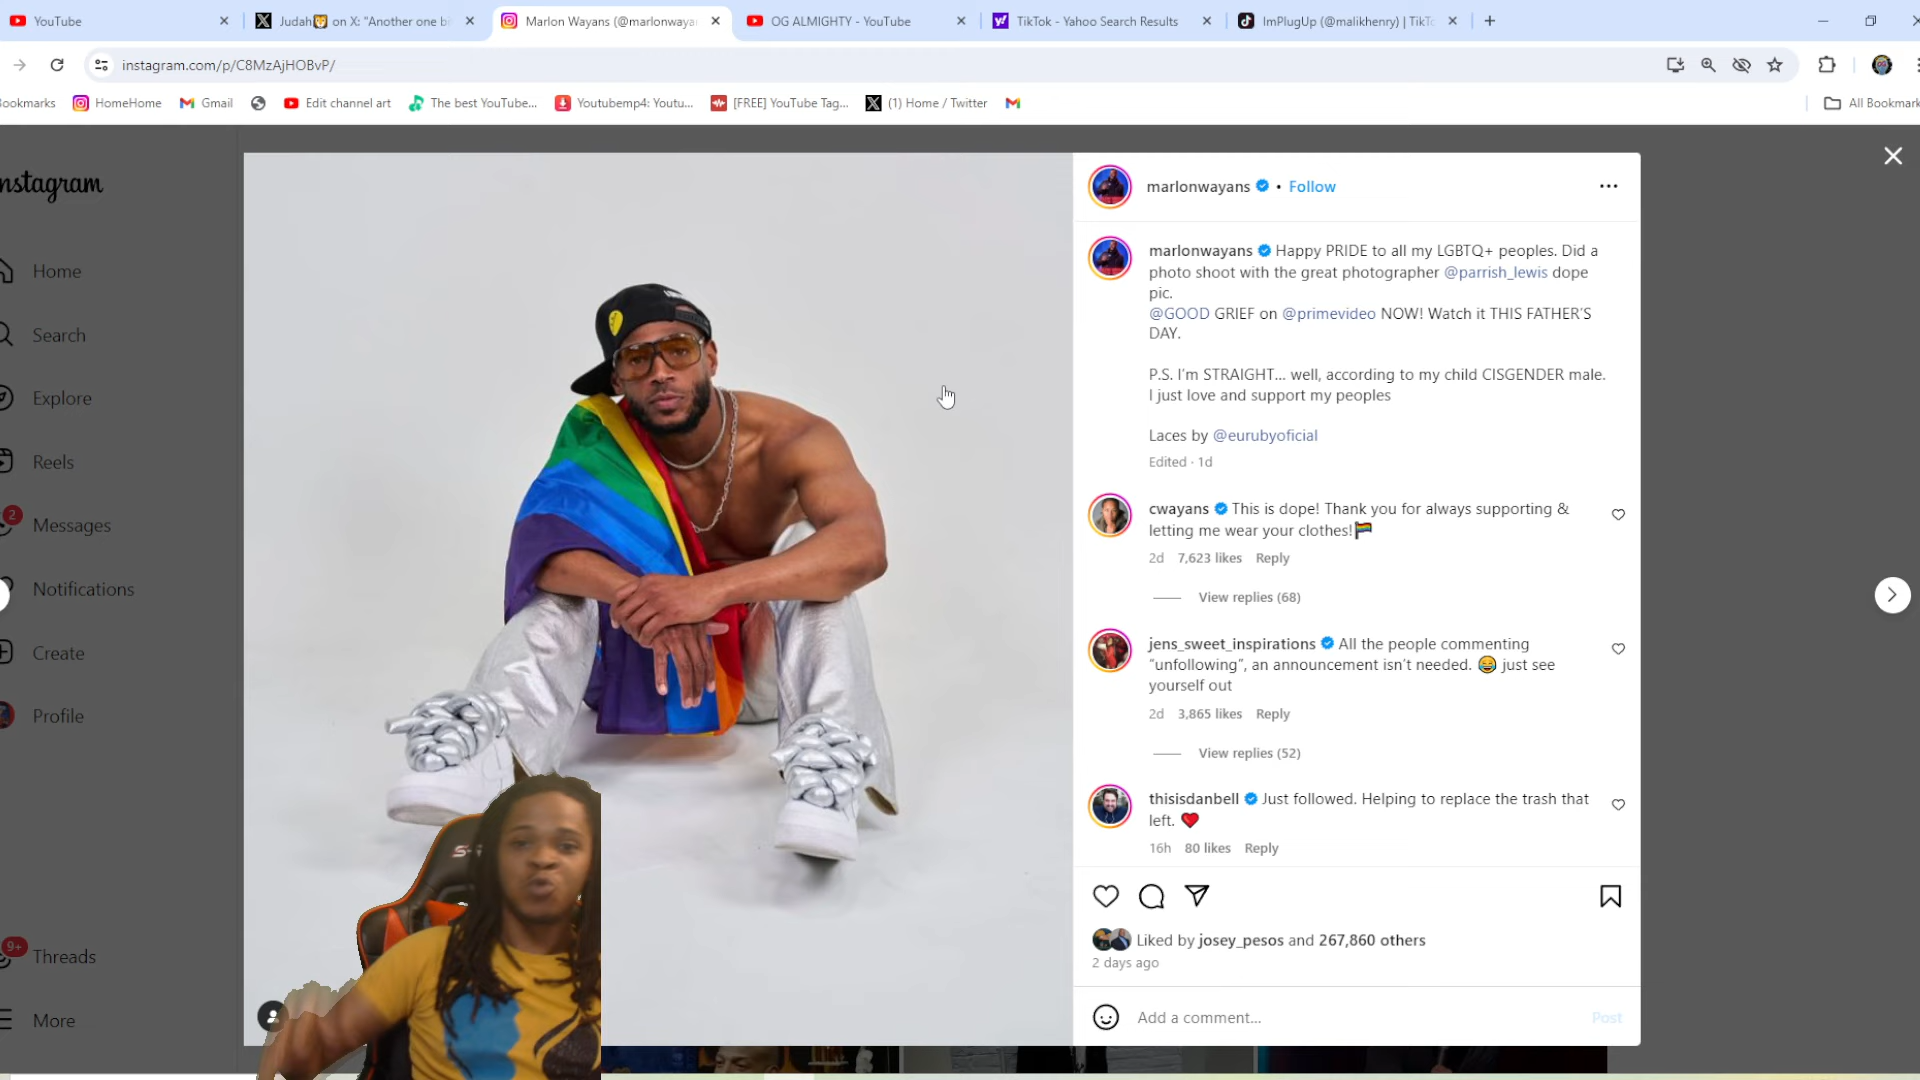 YouTube
Judah🦁 on X: "Another one bi
Marlon Wayans (@marlonwayan
OG ALMIGHTY - YouTube
TikTok - Yahoo Search Results
ImPlugUp (@malikhenry) | TikTo
instagram.com/p/C8MzAjHOBvP/
Bookmarks
HomeHome
Gmail
Edit channel art
The best YouTube...
Youtubemp4: Youtu...
[FREE] YouTube Tag...
(1) Home / Twitter
All Bookmark
nstagram
Home
Search
Explore
Reels
2
Messages
Notifications
Create
Profile
9+
Threads
More
marlonwayans • Follow
marlonwayans Happy PRIDE to all my LGBTQ+ peoples. Did a
photo shoot with the great photographer @parrish_lewis dope
pic.
@GOOD GRIEF on @primevideo NOW! Watch it THIS FATHER'S
DAY.
P.S. I'm STRAIGHT... well, according to my child CISGENDER male.
I just love and support my peoples
Laces by @eurubyoficial
Edited · 1d
cwayans This is dope! Thank you for always supporting &
letting me wear your clothes!🏳️‍🌈
2d 7,623 likes Reply
View replies (68)
jens_sweet_inspirations All the people commenting
"unfollowing", an announcement isn't needed. 😂 just see
yourself out
2d 3,865 likes Reply
View replies (52)
thisisdanbell Just followed. Helping to replace the trash that
left. ❤️
16h 80 likes Reply
Liked by josey_pesos and 267,860 others
2 days ago
Add a comment...
Post